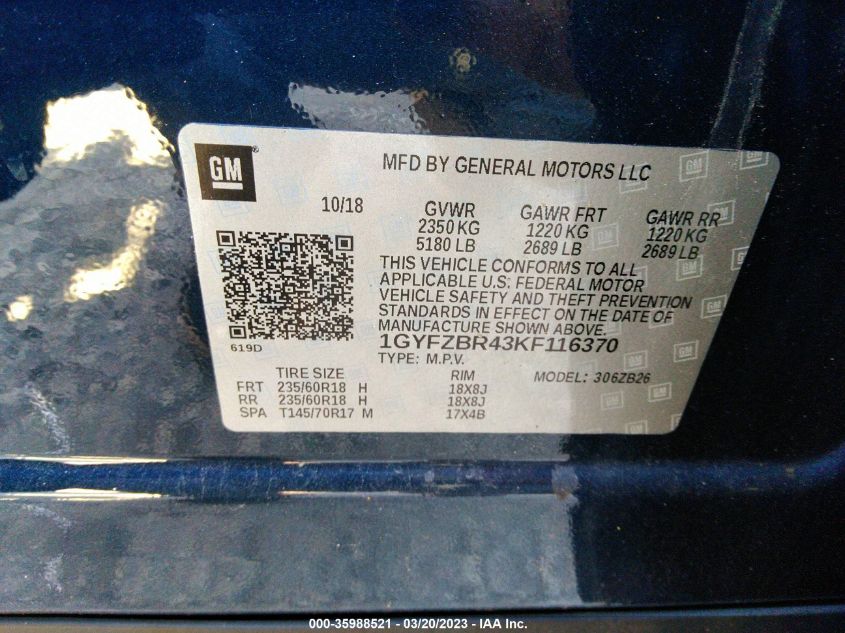 GM
MFD BY GENERAL MOTORS LLC
10/18 GVWR GAWR FRT GAWR RR
2350 KG 1220 KG 1220 KG
5180 LB 2689 LB 2689 LB
THIS VEHICLE CONFORMS TO ALL
APPLICABLE U.S. FEDERAL MOTOR
VEHICLE SAFETY AND THEFT PREVENTION
STANDARDS IN EFFECT ON THE DATE OF
MANUFACTURE SHOWN ABOVE.
619D
1GYFZBR43KF116370
TYPE: M.P.V. MODEL: 306ZB26
TIRE SIZE RIM
FRT 235/60R18 H 18X8J
RR 235/60R18 H 18X8J
SPA T145/70R17 M 17X4B
000-35988521 / 03/20/2023 - IAA Inc.